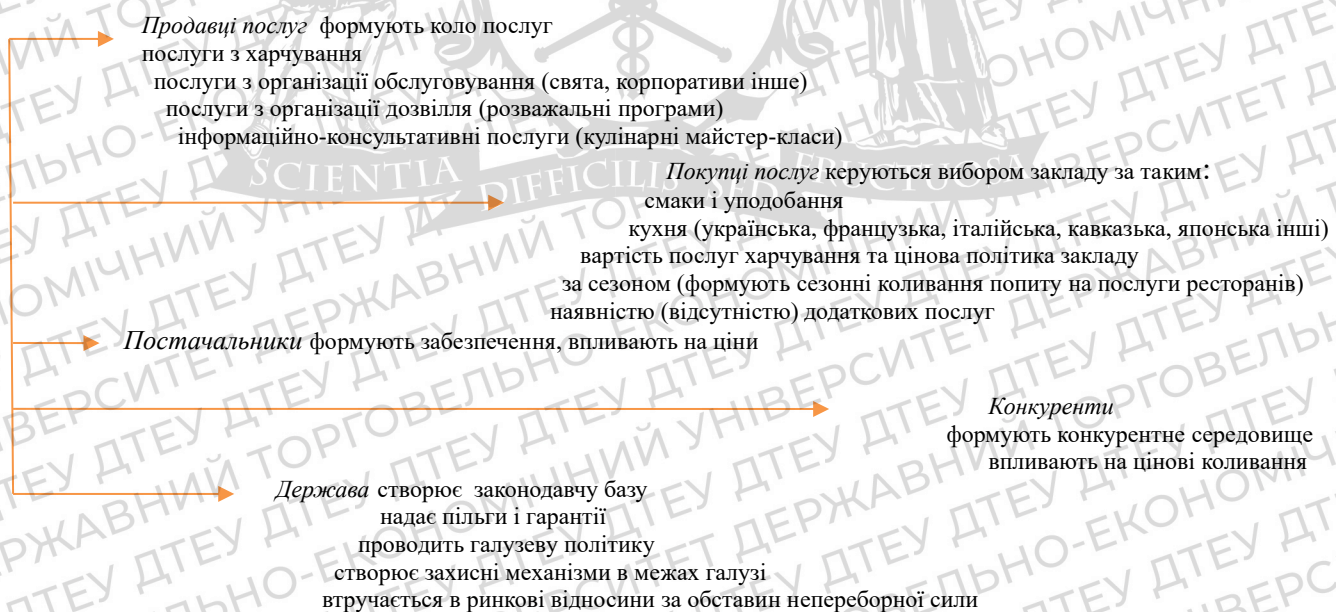 Продавці послуг формують коло послуг
послуги з харчування
послуги з організації обслуговування (свята, корпоративи інше)
послуги з організації дозвілля (розважальні програми)
інформаційно-консультативні послуги (кулінарні майстер-класи)
SCIENTIA DIFFICILIS SED FRUCTUOSA
Покупці послуг керуються вибором закладу за таким:
смаки і уподобання
кухня (українська, французька, італійська, кавказька, японська інші)
вартість послуг харчування та цінова політика закладу
за сезоном (формують сезонні коливання попиту на послуги ресторанів)
наявністю (відсутністю) додаткових послуг
Постачальники формують забезпечення, впливають на ціни
Конкуренти
формують конкурентне середовище
впливають на цінові коливання
Держава створює законодавчу базу
надає пільги і гарантії
проводить галузеву політику
створює захисні механізми в межах галузі
втручається в ринкові відносини за обставин непереборної сили